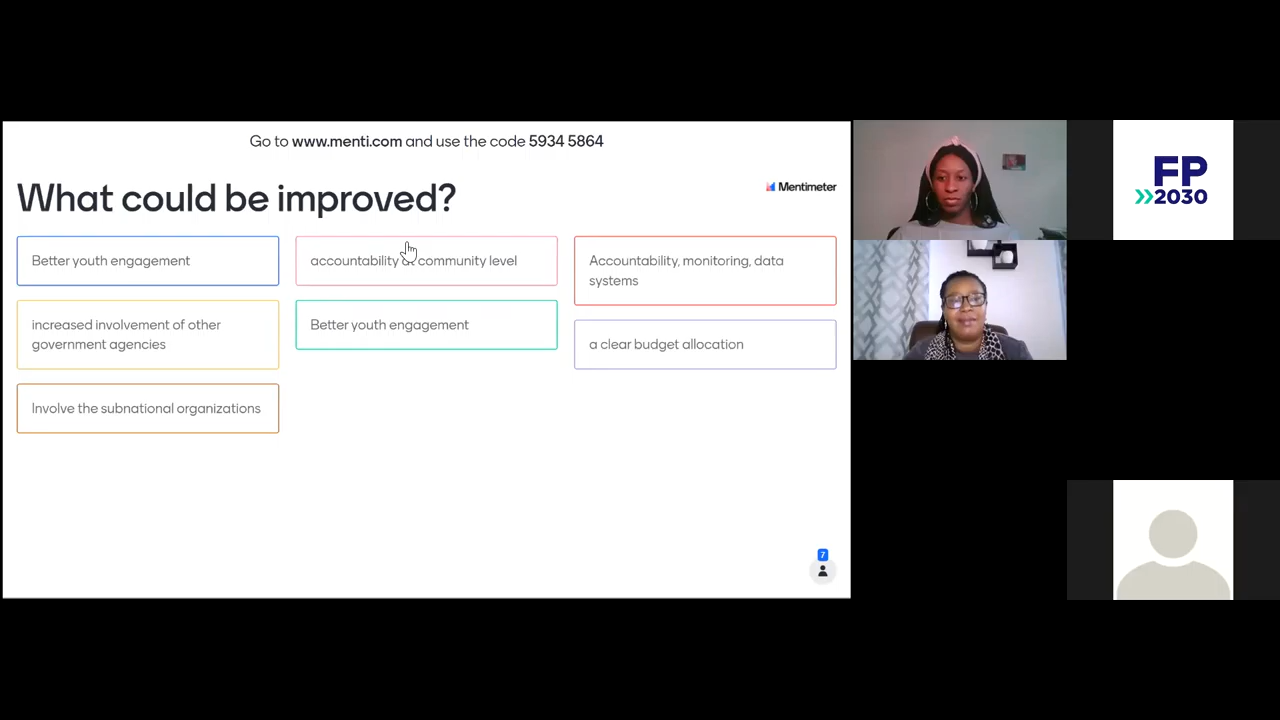 Go to www.menti.com and use the code 5934 5864
What could be improved?
Mentimeter
Better youth engagement
accountability at community level
Accountability, monitoring, data
systems
increased involvement of other
government agencies
Better youth engagement
a clear budget allocation
Involve the subnational organizations
7
FP
2030